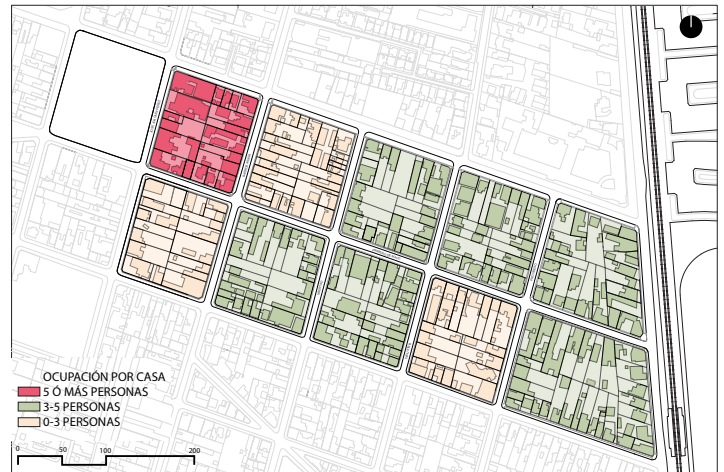 OCUPACIÓN POR CASA
5 Ó MÁS PERSONAS
3-5 PERSONAS
0-3 PERSONAS
0 50 100 200